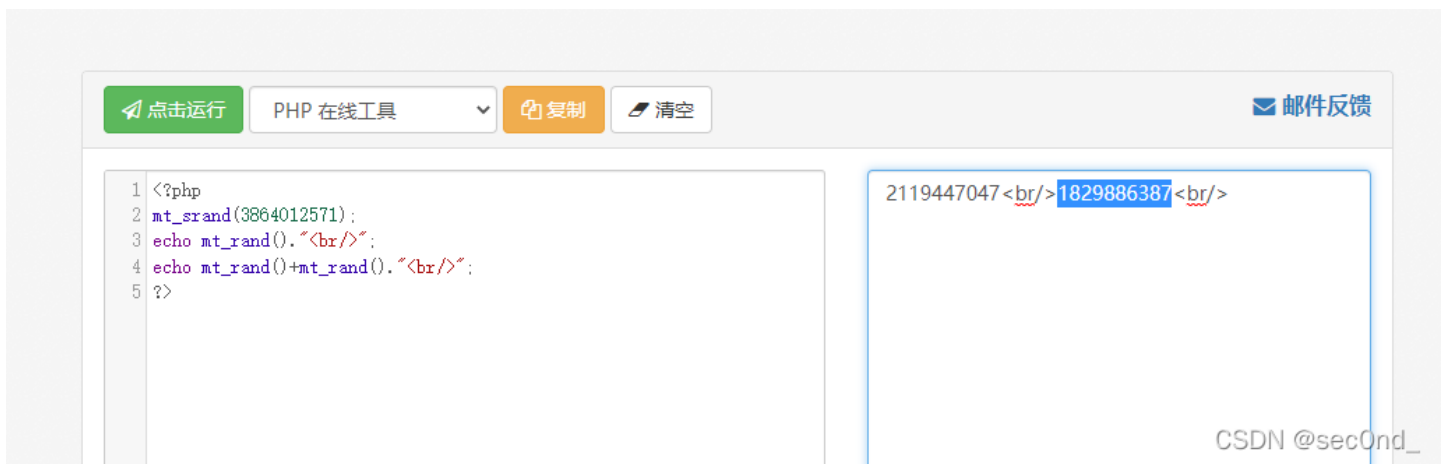 点击运行 PHP 在线工具 复制 清空 邮件反馈
1 <?php
2 mt_srand(3864012571);
3 echo mt_rand()."<br/>";
4 echo mt_rand()+mt_rand()."<br/>";
5 ?>
2119447047<br/>1829886387<br/>
CSDN @sec0nd_